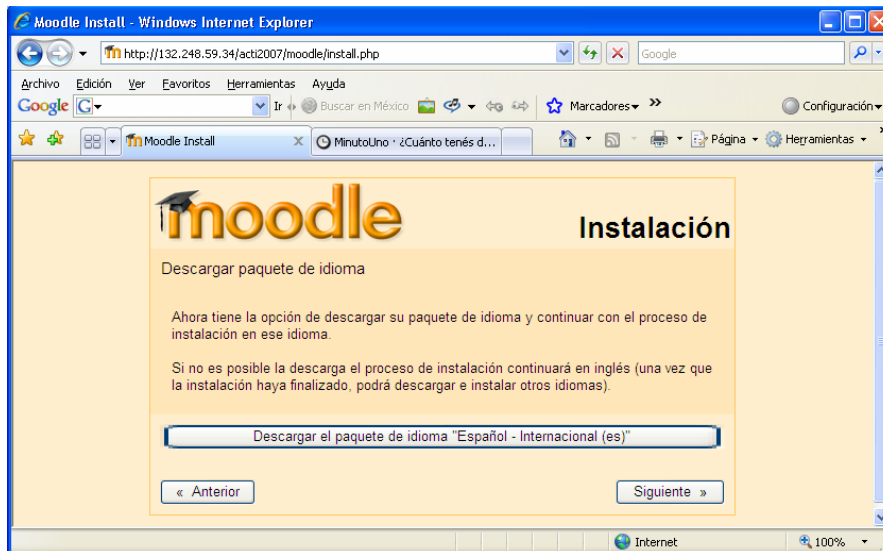 Moodle Install - Windows Internet Explorer
http://132.248.59.34/acti2007/moodle/install.php
Google
Archivo Edición Ver Favoritos Herramientas Ayuda
Google G Ir Buscar en México Marcadores » Configuración
Moodle Install X MinutoUno · ¿Cuánto tenés d... Página Herramientas »
moodle
Instalación
Descargar paquete de idioma
Ahora tiene la opción de descargar su paquete de idioma y continuar con el proceso de
instalación en ese idioma.
Si no es posible la descarga el proceso de instalación continuará en inglés (una vez que
la instalación haya finalizado, podrá descargar e instalar otros idiomas).
Descargar el paquete de idioma "Español - Internacional (es)"
« Anterior Siguiente »
Internet 100%